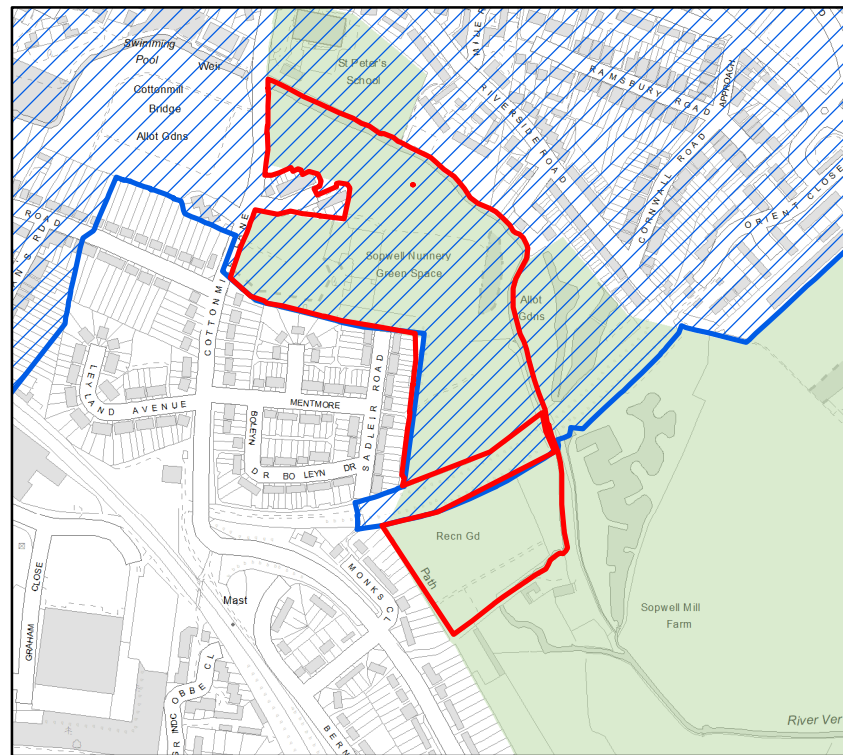 Swimming
Pool
Weir
St Peter's
School
Cottonmill
Bridge
Allot Gdns
RAMSBURY ROAD
APPROACH
RIVERSIDE ROAD
CORNWALL ROAD
ORIENT CLOSE
ROAD
Sopwell Nunnery
Green Space
Allot
Gdns
LEYLAND AVENUE
MENTMORE
BOLEYN
DR BOLEYN DR
SADLEIR ROAD
Recn Gd
Path
MONKS CL
Mast
GRAHAM CLOSE
Sopwell Mill
Farm
River Ver